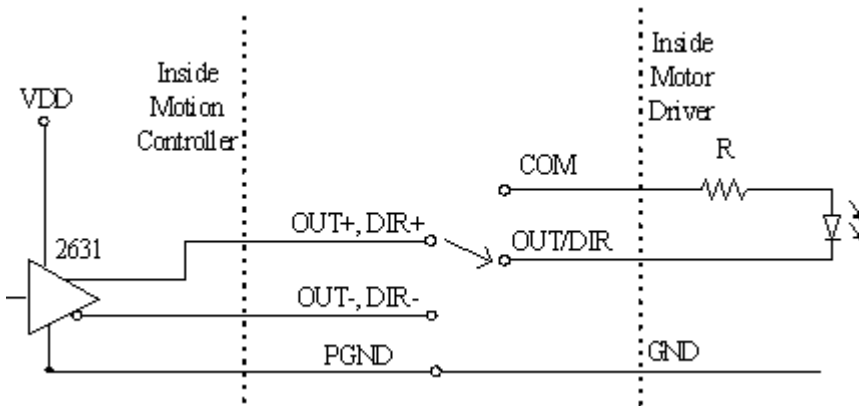 Inside
Motion
Controller
Inside
Motor
Driver
VDD
R
COM
OUT+, DIR+
OUT/DIR
2631
OUT-, DIR-
PGND
GND